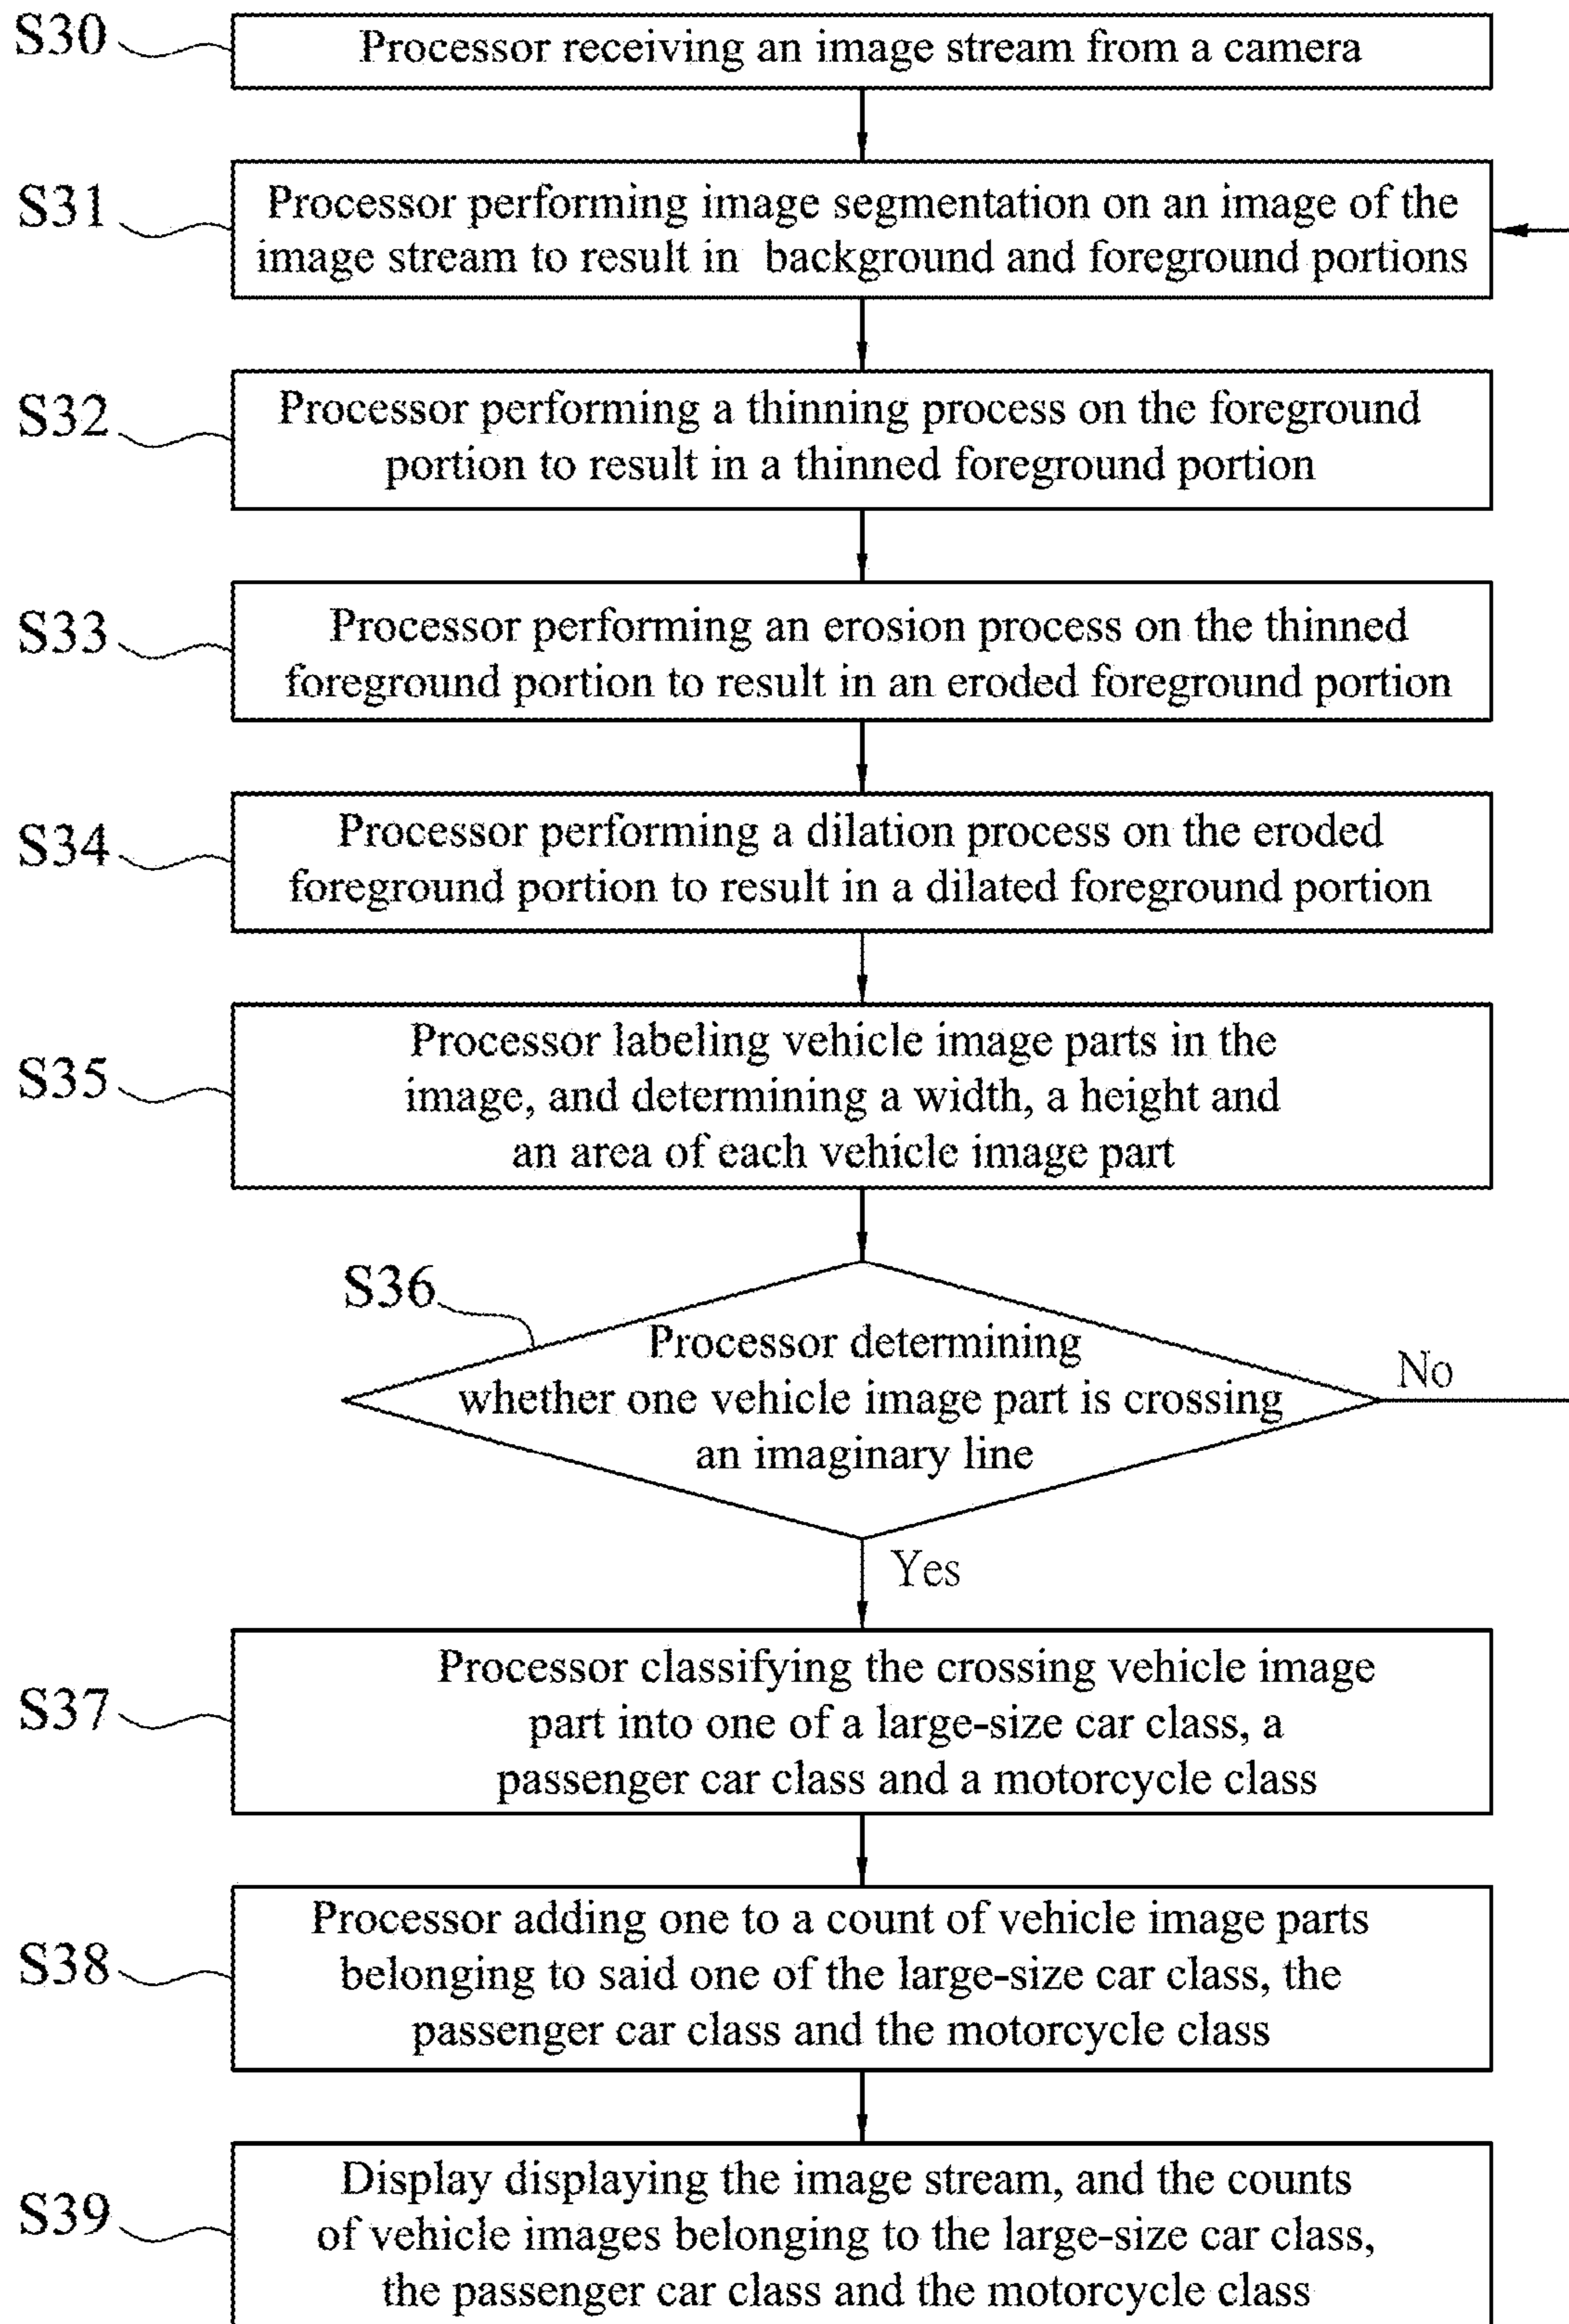 S30
Processor receiving an image stream from a camera
S31
Processor performing image segmentation on an image of the
image stream to result in background and foreground portions
S32
Processor performing a thinning process on the foreground
portion to result in a thinned foreground portion
S33
Processor performing an erosion process on the thinned
foreground portion to result in an eroded foreground portion
S34
Processor performing a dilation process on the eroded
foreground portion to result in a dilated foreground portion
S35
Processor labeling vehicle image parts in the
image, and determining a width, a height and
an area of each vehicle image part
S36
Processor determining
whether one vehicle image part is crossing
an imaginary line
No
Yes
S37
Processor classifying the crossing vehicle image
part into one of a large-size car class, a
passenger car class and a motorcycle class
S38
Processor adding one to a count of vehicle image parts
belonging to said one of the large-size car class, the
passenger car class and the motorcycle class
S39
Display displaying the image stream, and the counts
of vehicle images belonging to the large-size car class,
the passenger car class and the motorcycle class